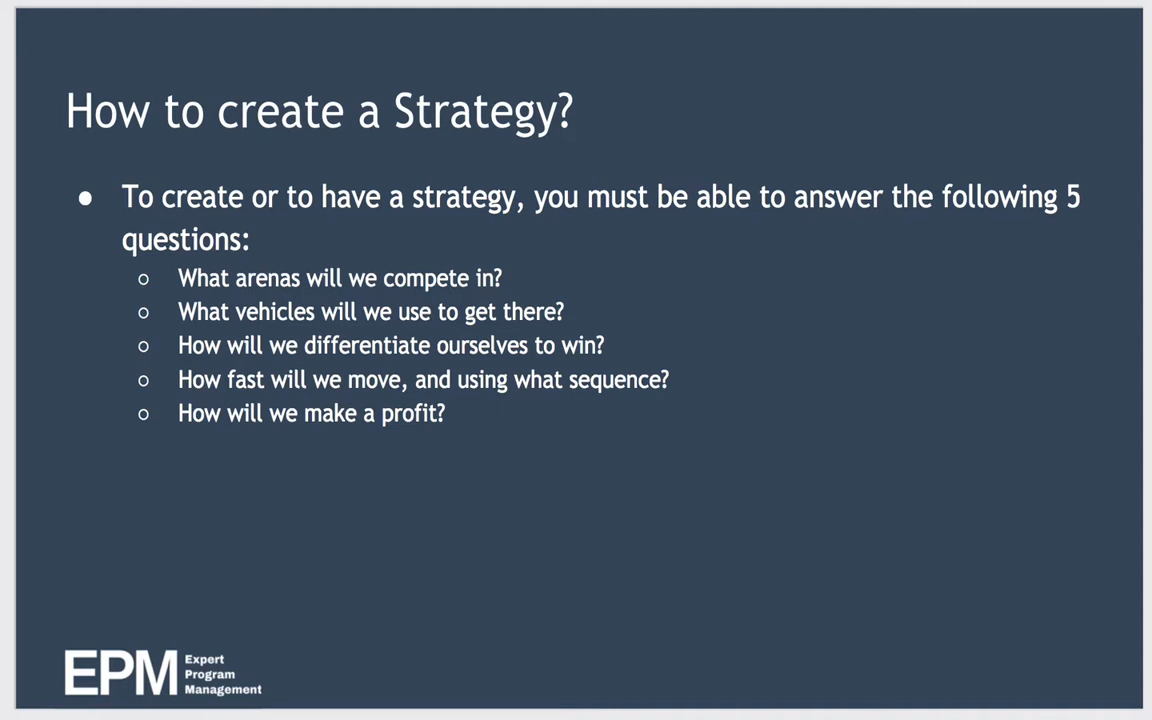 How to create a Strategy?
● To create or to have a strategy, you must be able to answer the following 5
questions:
○ What arenas will we compete in?
○ What vehicles will we use to get there?
○ How will we differentiate ourselves to win?
○ How fast will we move, and using what sequence?
○ How will we make a profit?
EPM
Expert
Program
Management